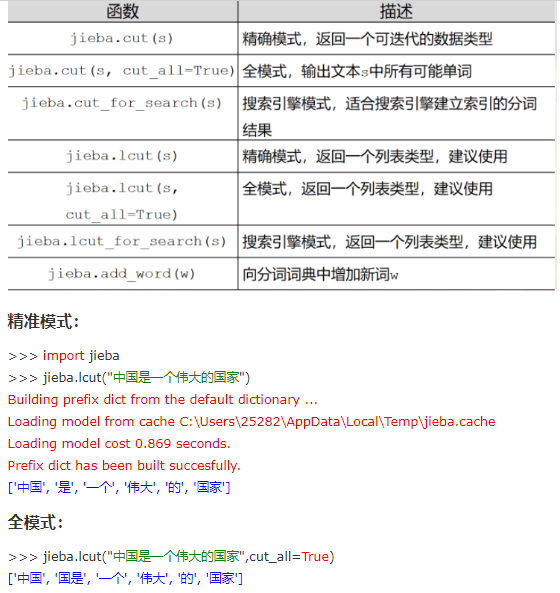 函数 描述
jieba.cut(s) 精确模式，返回一个可迭代的数据类型
jieba.cut(s, cut_all=True) 全模式，输出文本s中所有可能单词
jieba.cut_for_search(s) 搜索引擎模式，适合搜索引擎建立索引的分词
结果
jieba.lcut(s) 精确模式，返回一个列表类型，建议使用
jieba.lcut(s, 全模式，返回一个列表类型，建议使用
cut_all=True)
jieba.lcut_for_search(s) 搜索引擎模式，返回一个列表类型，建议使用
jieba.add_word(w) 向分词词典中增加新词w
精准模式：
>>> import jieba
>>> jieba.lcut("中国是一个伟大的国家")
Building prefix dict from the default dictionary ...
Loading model from cache C:\Users\25282\AppData\Local\Temp\jieba.cache
Loading model cost 0.869 seconds.
Prefix dict has been built succesfully.
['中国', '是', '一个', '伟大', '的', '国家']
全模式：
>>> jieba.lcut("中国是一个伟大的国家",cut_all=True)
['中国', '国是', '一个', '伟大', '的', '国家']